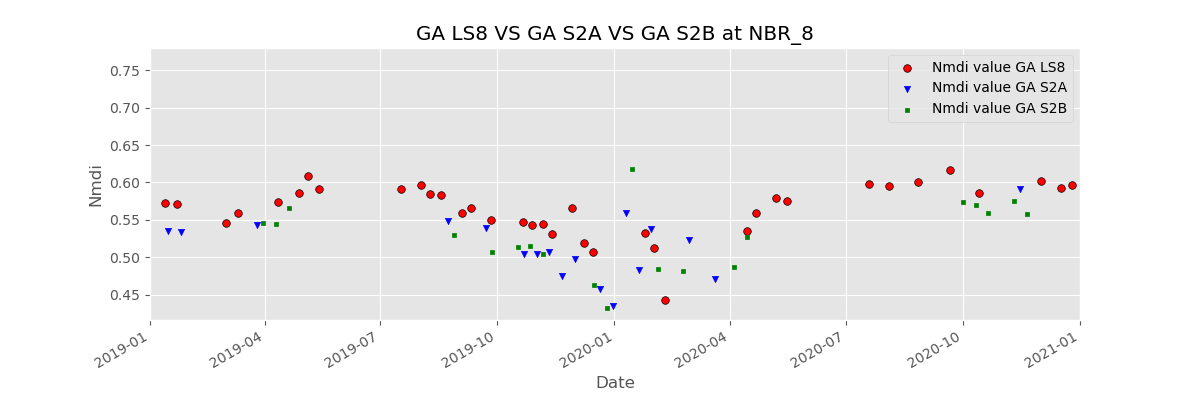 GA LS8 VS GA S2A VS GA S2B at NBR_8
Nmdi value GA LS8
Nmdi value GA S2A
Nmdi value GA S2B
Nmdi
0.75
0.70
0.65
0.60
0.55
0.50
0.45
2019-01
2019-04
2019-07
2019-10
2020-01
2020-04
2020-07
2020-10
2021-01
Date